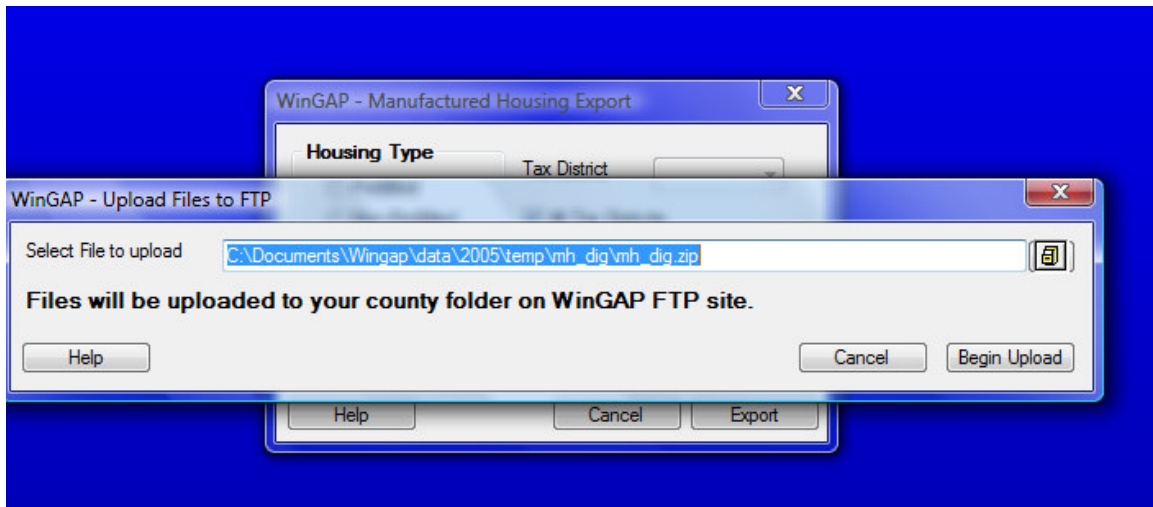 WinGAP - Manufactured Housing Export
Housing Type
Tax District
WinGAP - Upload Files to FTP
Select File to upload C:\Documents\Wingap\data\2005\temp\mh_dig\mh_dig.zip
Files will be uploaded to your county folder on WinGAP FTP site.
Help Cancel Begin Upload
Help Cancel Export